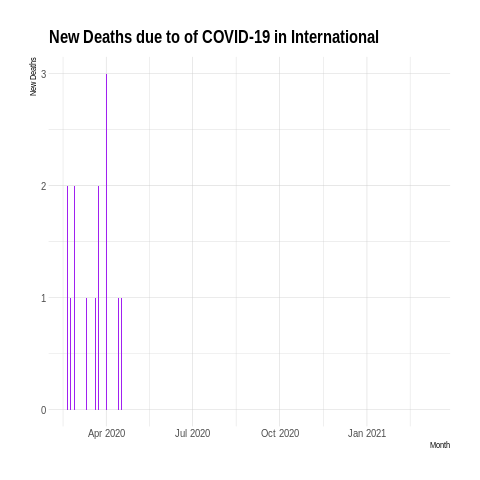 New Deaths due to of COVID-19 in International
New Deaths
3
2
1
0
Apr 2020
Jul 2020
Oct 2020
Jan 2021
Month